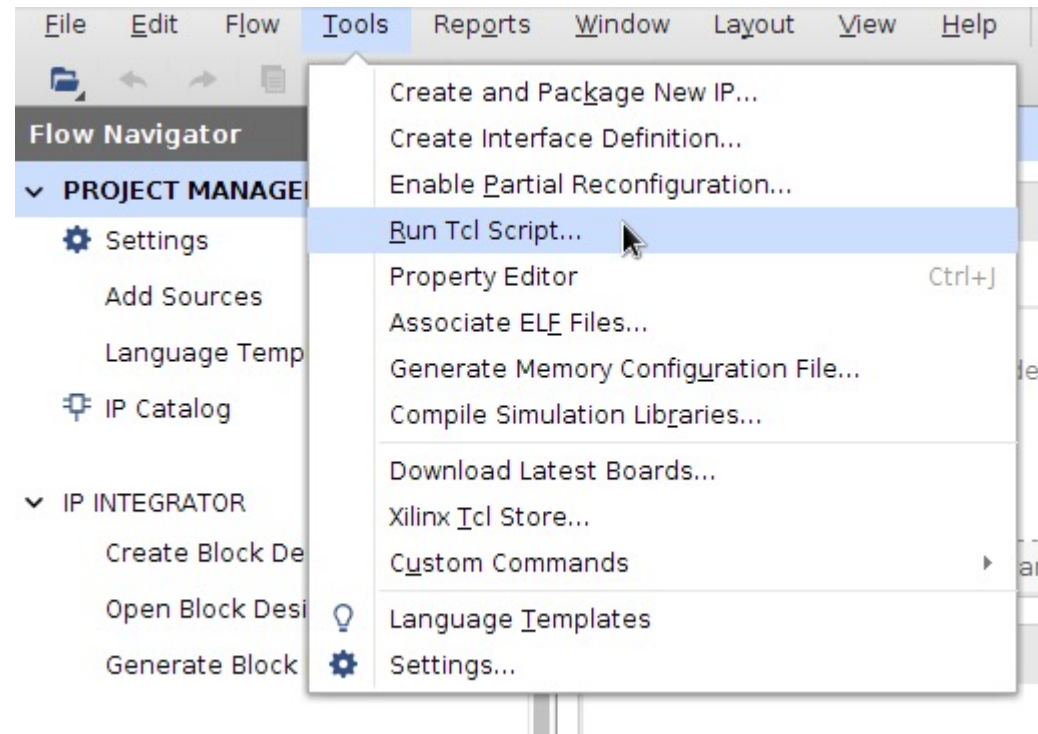 File Edit Flow Tools Reports Window Layout View Help
Flow Navigator
PROJECT MANAGE
Settings
Add Sources
Language Temp
IP Catalog
IP INTEGRATOR
Create Block De
Open Block Desi
Generate Block
Create and Package New IP...
Create Interface Definition...
Enable Partial Reconfiguration...
Run Tcl Script...
Property Editor Ctrl+J
Associate ELF Files...
Generate Memory Configuration File...
Compile Simulation Libraries...
Download Latest Boards...
Xilinx Tcl Store...
Custom Commands
Language Templates
Settings...